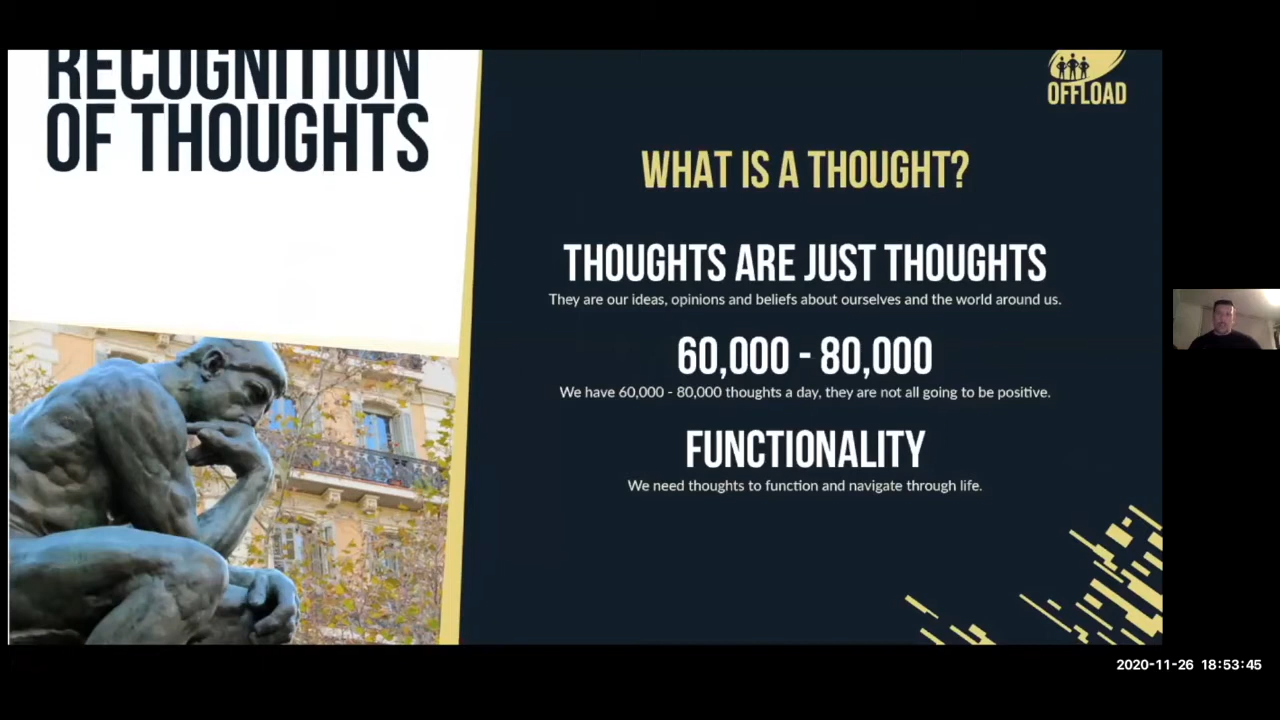 RECOGNITION
OF THOUGHTS
OFFLOAD
WHAT IS A THOUGHT?
THOUGHTS ARE JUST THOUGHTS
They are our ideas, opinions and beliefs about ourselves and the world around us.
60,000 - 80,000
We have 60,000 - 80,000 thoughts a day, they are not all going to be positive.
FUNCTIONALITY
We need thoughts to function and navigate through life.
2020-11-26 18:53:45